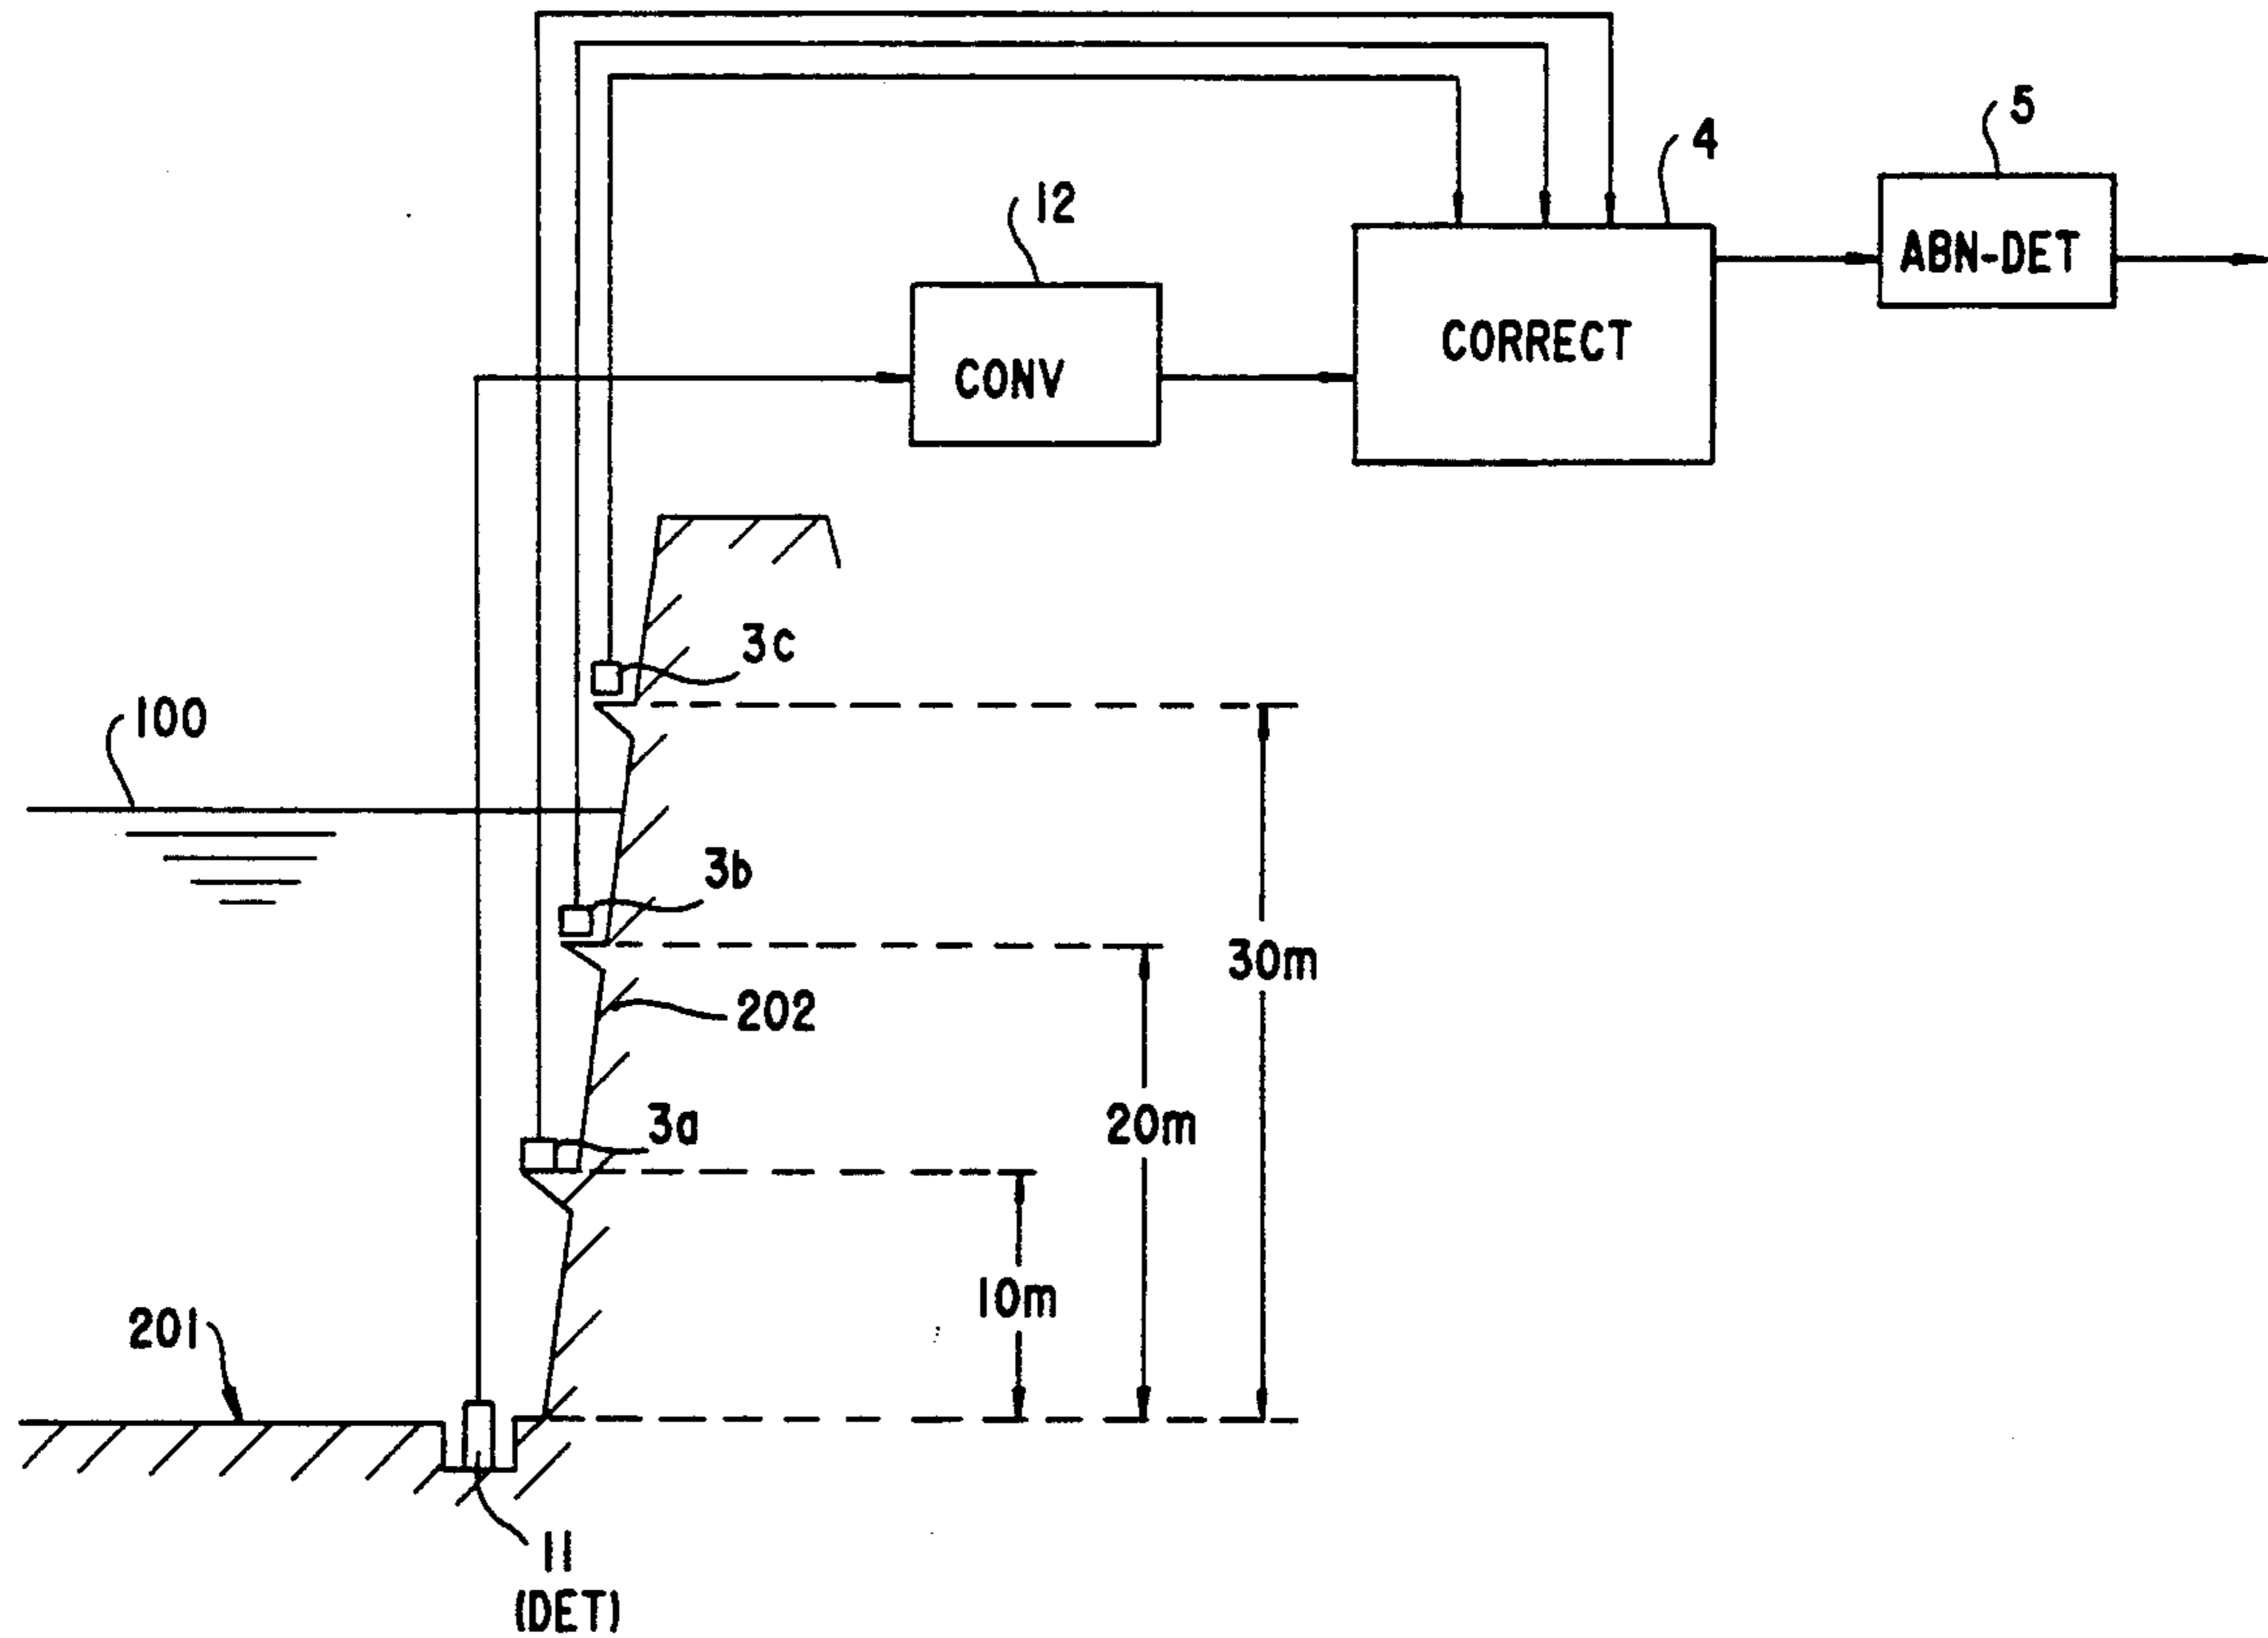 5
4
12
ABN-DET
CORRECT
CONV
3c
100
3b
30m
202
20m
3a
10m
201
11
(DET)